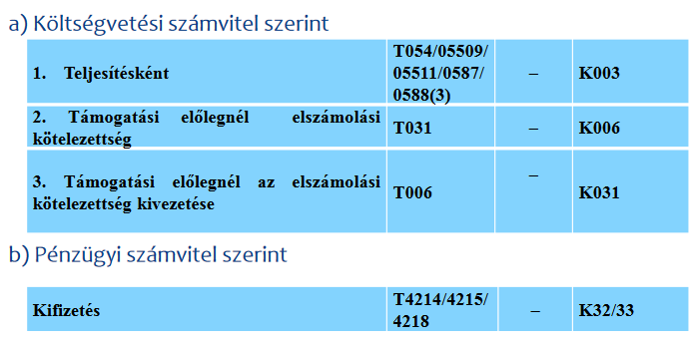 a) Költségvetési számvitel szerint
T054/05509/
1. Teljesítésként 05511/0587/ – K003
0588(3)
2. Támogatási előlegnél elszámolási
kötelezettség T031 – K006
3. Támogatási előlegnél az elszámolási
kötelezettség kivezetése T006 – K031
b) Pénzügyi számvitel szerint
Kifizetés T4214/4215/ – K32/33
4218